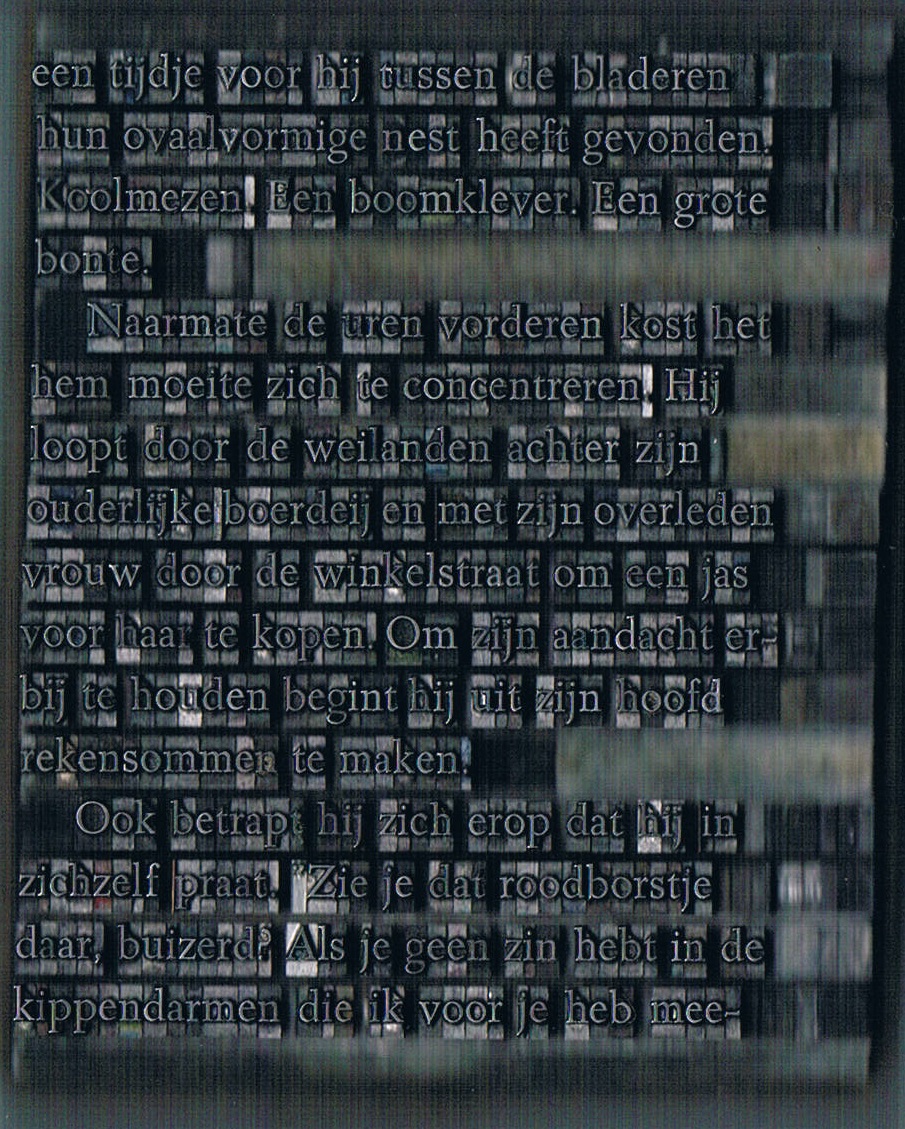 een tijdje voor hij tussen de bladeren
hun ovaalvormige nest heeft gevonden.
Koolmezen. Een boomklever. Een grote
bonte.
Naarmate de uren vorderen kost het
hem moeite zich te concentreren. Hij
loopt door de weilanden achter zijn
ouderlijke boerdeij en met zijn overleden
vrouw door de winkelstraat om een jas
voor haar te kopen. Om zijn aandacht er-
bij te houden begint hij uit zijn hoofd
rekensommen te maken.
Ook betrapt hij zich erop dat hij in
zichzelf praat. ‘Zie je dat roodborstje
daar, buizerd? Als je geen zin hebt in de
kippendarmen die ik voor je heb mee-